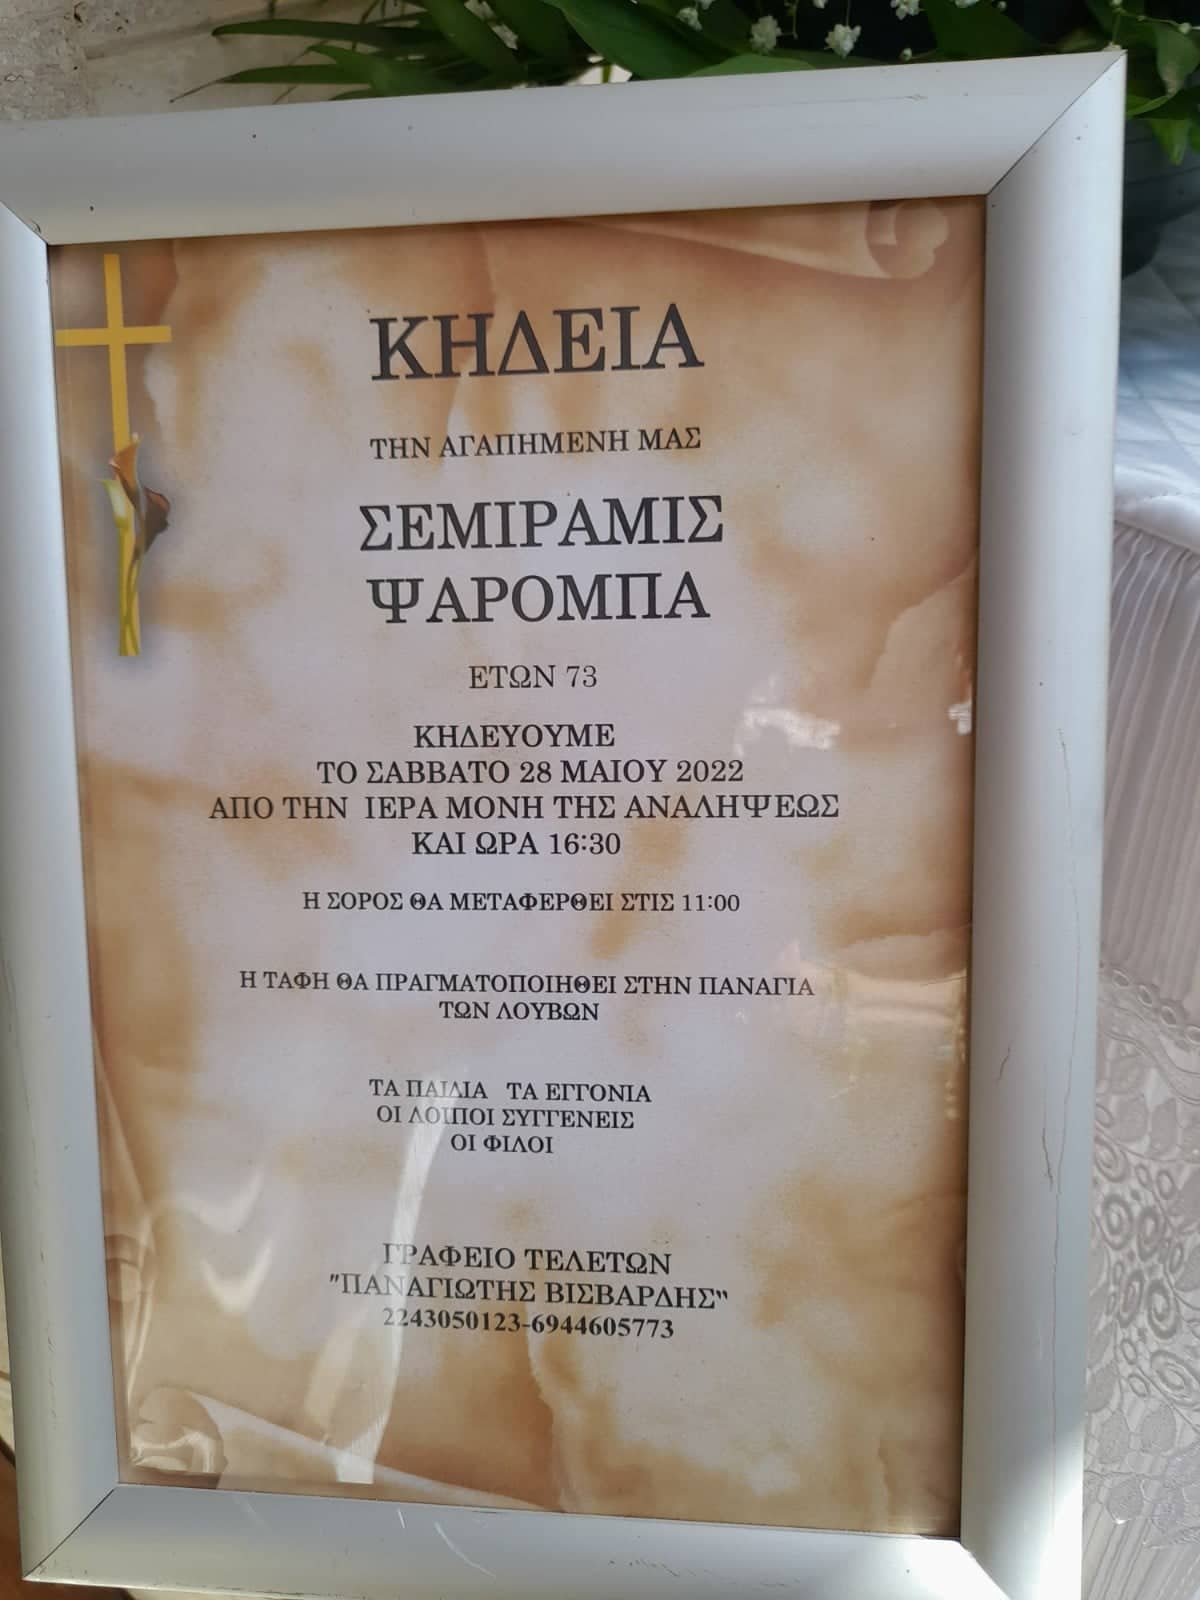 ΚΗΔΕΙΑ
ΤΗΝ ΑΓΑΠΗΜΕΝΗ ΜΑΣ
ΣΕΜΙΡΑΜΙΣ
ΨΑΡΟΜΠΑ
ΕΤΩΝ 73
ΚΗΔΕΥΟΥΜΕ
ΤΟ ΣΑΒΒΑΤΟ 28 ΜΑΙΟΥ 2022
ΑΠΟ ΤΗΝ ΙΕΡΑ ΜΟΝΗ ΤΗΣ ΑΝΑΛΗΨΕΩΣ
ΚΑΙ ΩΡΑ 16:30
Η ΣΟΡΟΣ ΘΑ ΜΕΤΑΦΕΡΘΕΙ ΣΤΙΣ 11:00
Η ΤΑΦΗ ΘΑ ΠΡΑΓΜΑΤΟΠΟΙΗΘΕΙ ΣΤΗΝ ΠΑΝΑΓΙΑ
ΤΩΝ ΛΟΥΒΩΝ
ΤΑ ΠΑΙΔΙΑ ΤΑ ΕΓΓΟΝΙΑ
ΟΙ ΛΟΙΠΟΙ ΣΥΓΓΕΝΕΙΣ
ΟΙ ΦΙΛΟΙ
ΓΡΑΦΕΙΟ ΤΕΛΕΤΩΝ
"ΠΑΝΑΓΙΩΤΗΣ ΒΙΣΒΑΡΔΗΣ"
2243050123-6944605773